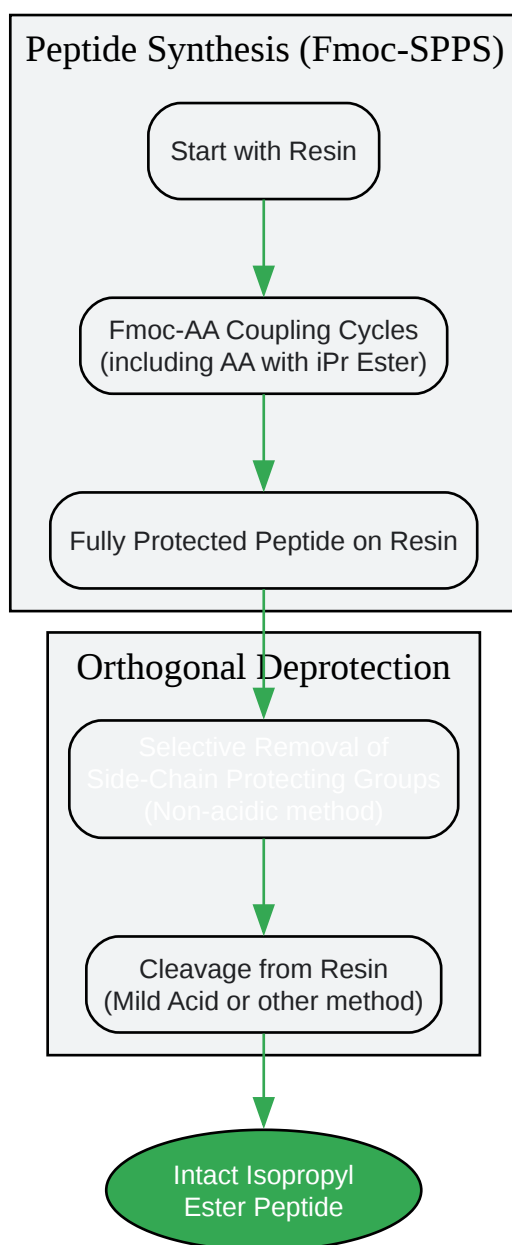 Peptide Synthesis (Fmoc-SPPS)
Start with Resin
Fmoc-AA Coupling Cycles
(including AA with iPr Ester)
Fully Protected Peptide on Resin
Orthogonal Deprotection
Selective Removal of
Side-Chain Protecting Groups
(Non-acidic method)
Cleavage from Resin
(Mild Acid or other method)
Intact Isopropyl
Ester Peptide